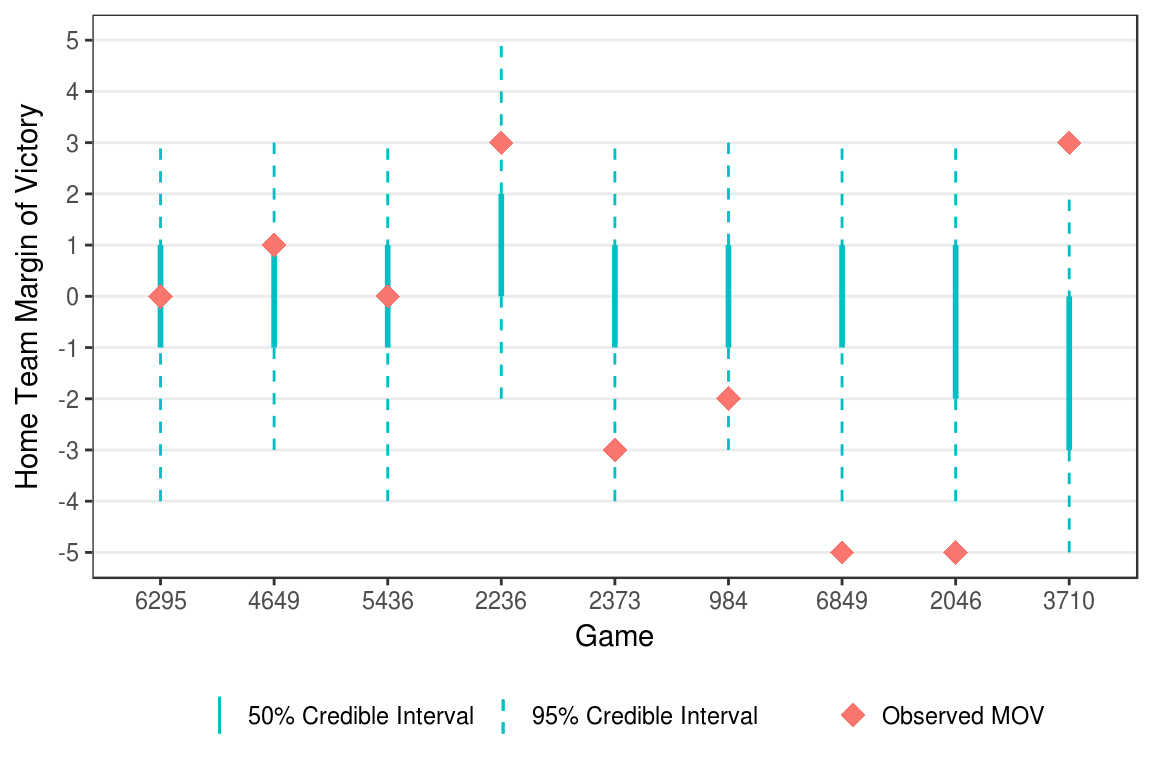 Home Team Margin of Victory
5
4
3
2
1
0
-1
-2
-3
-4
-5
6295 4649 5436 2236 2373 984 6849 2046 3710
Game
50% Credible Interval 95% Credible Interval Observed MOV